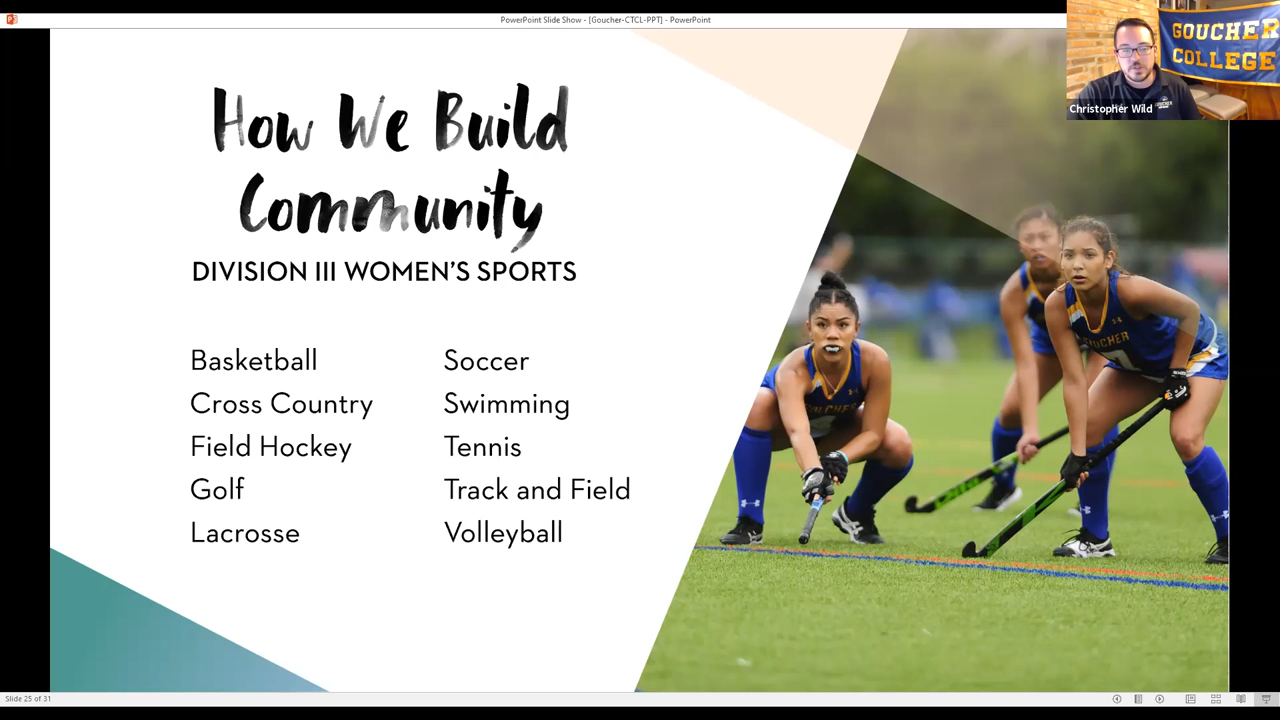 PowerPoint Slide Show - [Goucher-CTCL-PPT] - PowerPoint
GOUCHER
COLLEGE
Christopher Wild
How We Build
Community
DIVISION III WOMEN'S SPORTS
Basketball
Cross Country
Field Hockey
Golf
Lacrosse
Soccer
Swimming
Tennis
Track and Field
Volleyball
GOUCHER
Slide 25 of 31